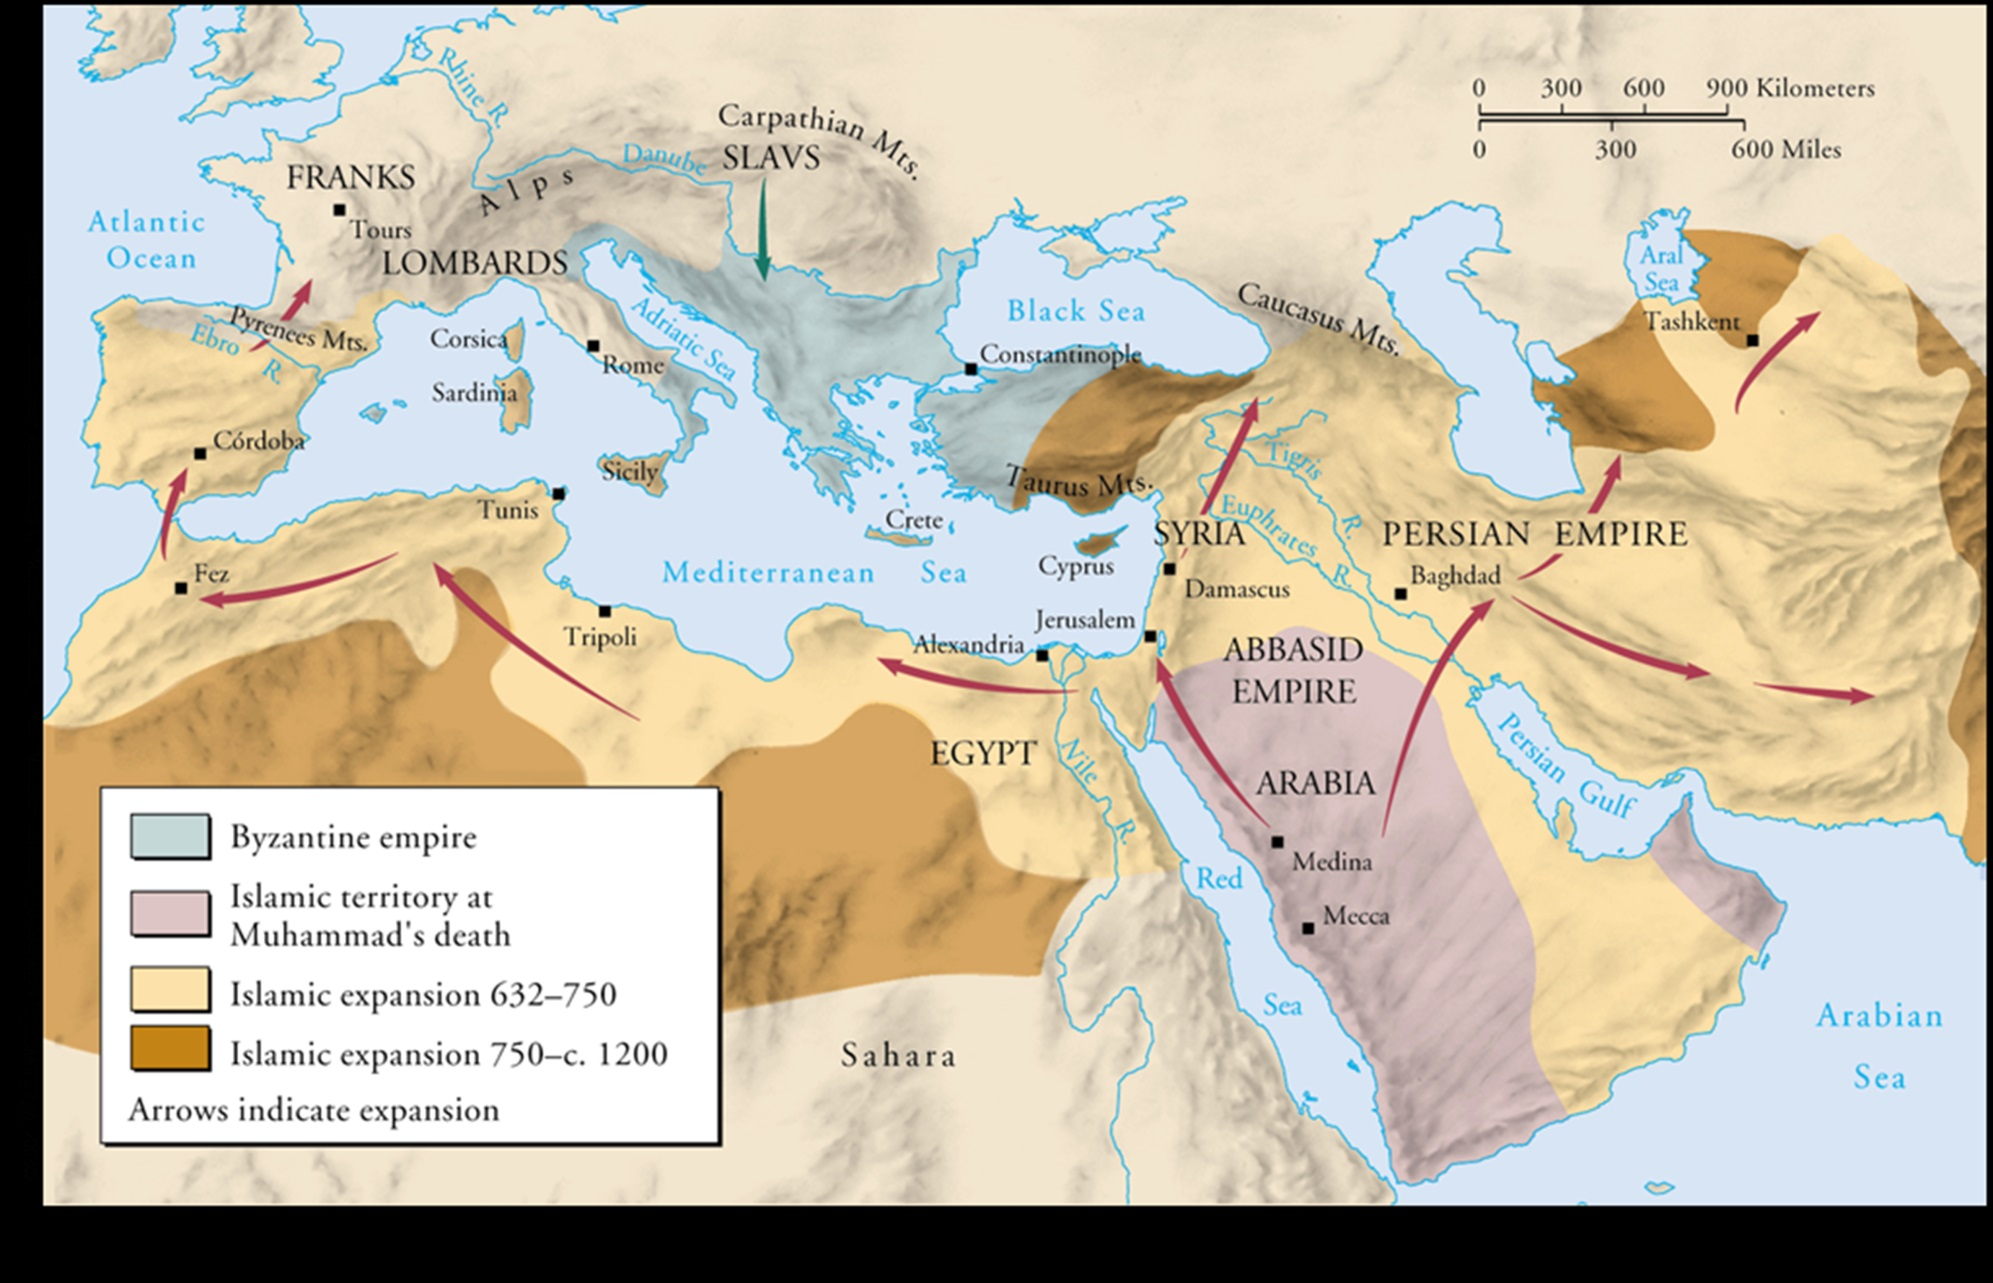 Rhine R.
Carpathian Mts.
SLAVS
Danube
Alps
FRANKS
Tours
LOMBARDS
Atlantic
Ocean
0 300 600 900 Kilometers
0 300 600 Miles
Aral
Sea
Tashkent
Caucasus Mts.
Black Sea
Constantinople
Adriatic Sea
Pyrenees Mts.
Ebro R.
Corsica
Sardinia
Rome
Córdoba
Sicily
Tunis
Taurus Mts.
Tigris R.
Euphrates R.
Crete
Cyprus
SYRIA
PERSIAN EMPIRE
Baghdad
Damascus
Mediterranean Sea
Fez
Tripoli
Jerusalem
Alexandria
ABBASID
EMPIRE
EGYPT
Nile R.
ARABIA
Persian Gulf
Medina
Mecca
Red
Sea
Sahara
Arabian
Sea
Byzantine empire
Islamic territory at
Muhammad's death
Islamic expansion 632–750
Islamic expansion 750–c. 1200
Arrows indicate expansion